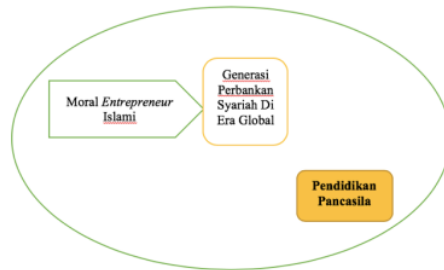 Moral Entrepreneur
Islami
Generasi
Perbankan
Syariah Di
Era Global
Pendidikan
Pancasila